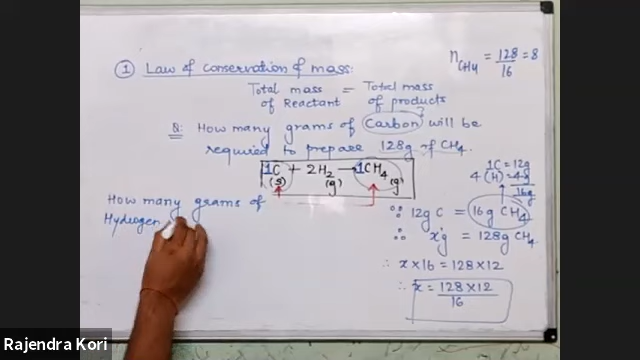 ① Law of conservation of mass:
Total mass of Reactant = Total mass of products
Q: How many grams of Carbon will be
required to prepare 128g of CH₄.
1C(s) + 2H₂(g) → 1CH₄(g)
How many grams of
Hydrogen
n_CH₄ = 128/16 = 8
1C = 12g
4(H) = 4g
16g
∵ 12g C = 16g CH₄
∴ x g = 128g CH₄
∴ x × 16 = 128 × 12
∴ x = 128 × 12 / 16
Rajendra Kori